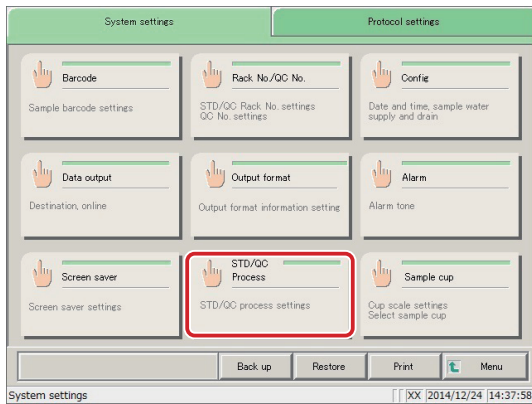 System settings
Protocol settings
Barcode
Sample barcode settings
Rack No./QC No.
STD/QC Rack No. settings
QC No. settings
Config
Date and time, sample water
supply and drain
Data output
Destination, online
Output format
Output format information setting
Alarm
Alarm tone
Screen saver
Screen saver settings
STD/QC
Process
STD/QC process settings
Sample cup
Cup scale settings
Select sample cup
Back up
Restore
Print
Menu
System settings
XX 2014/12/24 14:37:58